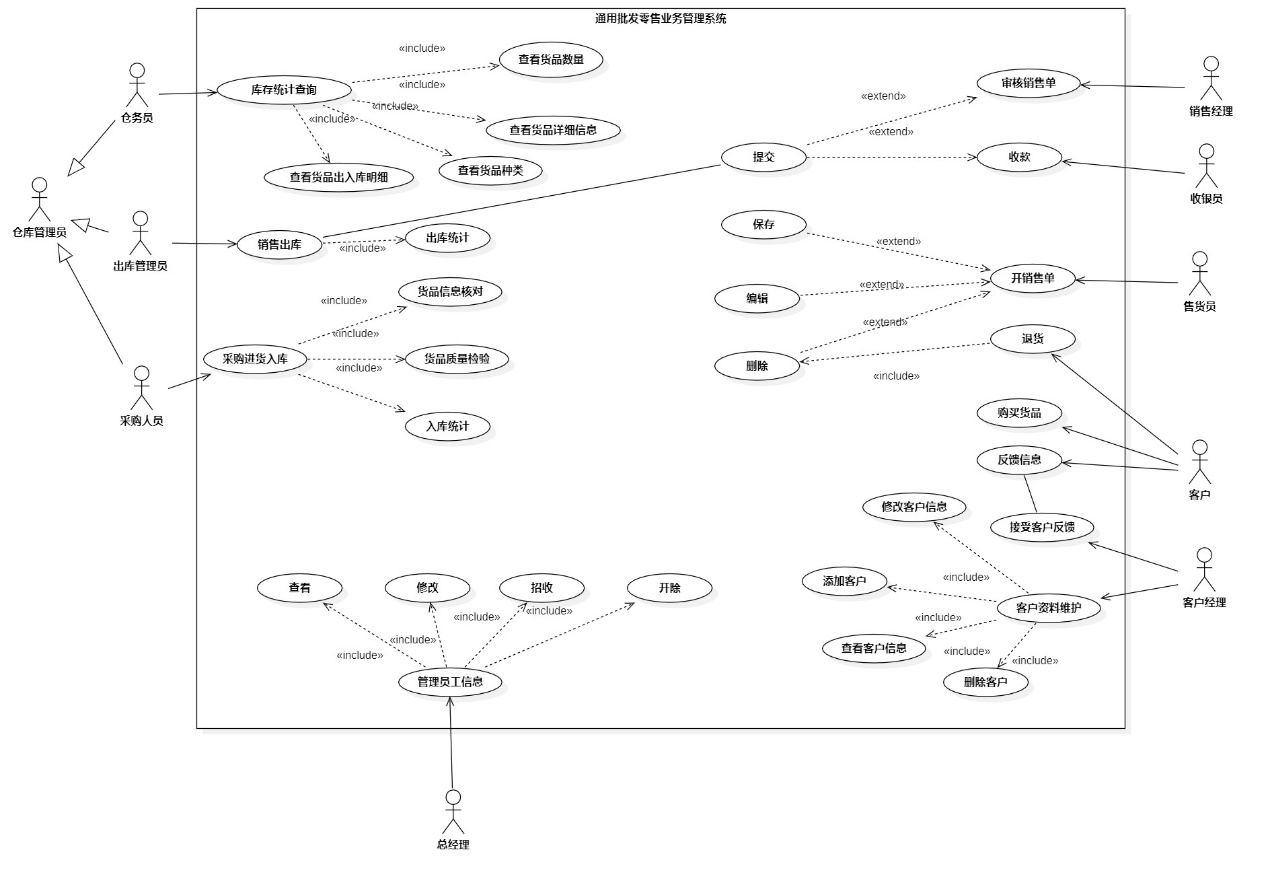 通用批发零售业务管理系统
«include»
查看货品数量
库存统计查询
«include»
«include»
«include»
查看货品详细信息
查看货品种类
查看货品出入库明细
仓务员
仓库管理员
出库管理员
销售出库
«include»
出库统计
货品信息核对
«include»
«include»
采购进货入库
货品质量检验
«include»
入库统计
采购人员
审核销售单
«extend»
«extend»
提交
收款
销售经理
收银员
保存
«extend»
开销售单
«extend»
编辑
«extend»
售货员
退货
删除
«include»
购买货品
反馈信息
客户
修改客户信息
接受客户反馈
添加客户
«include»
客户资料维护
客户经理
«include»
查看客户信息
«include»
«include»
删除客户
查看
修改
招收
开除
«include»
«include»
«include»
«include»
管理员工信息
总经理